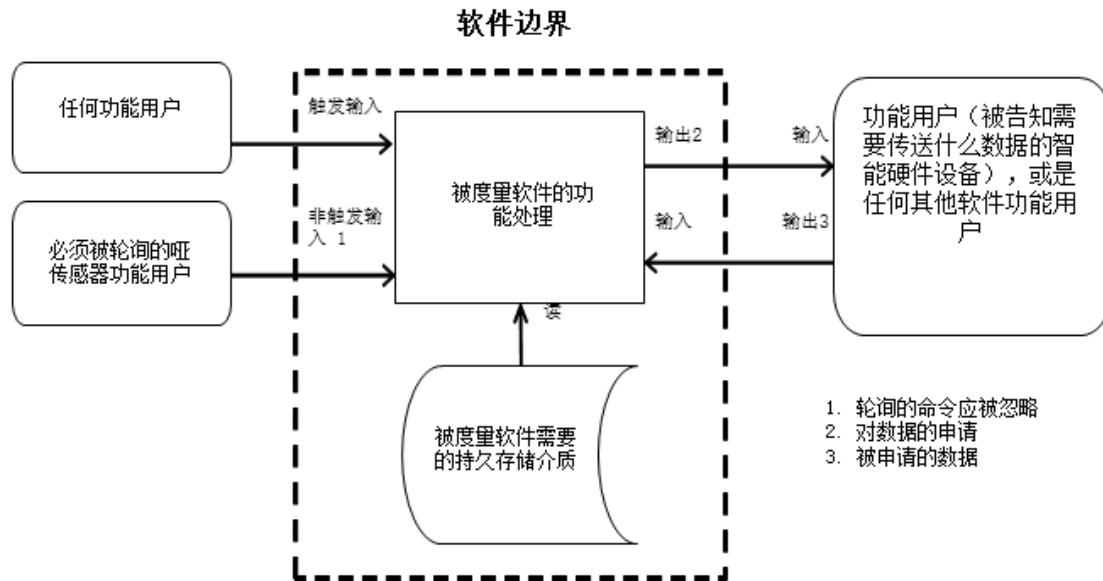 软件边界
任何功能用户
触发输入
必须被轮询的哑
传感器功能用户
非触发输
入 1
被度量软件的功
能处理
输出2
输入
输入
输出3
功能用户（被告知需
要传送什么数据的智
能硬件设备），或是
任何其他软件功能用
户
读
被度量软件需要
的持久存储介质
1. 轮询的命令应被忽略
2. 对数据的申请
3. 被申请的数据